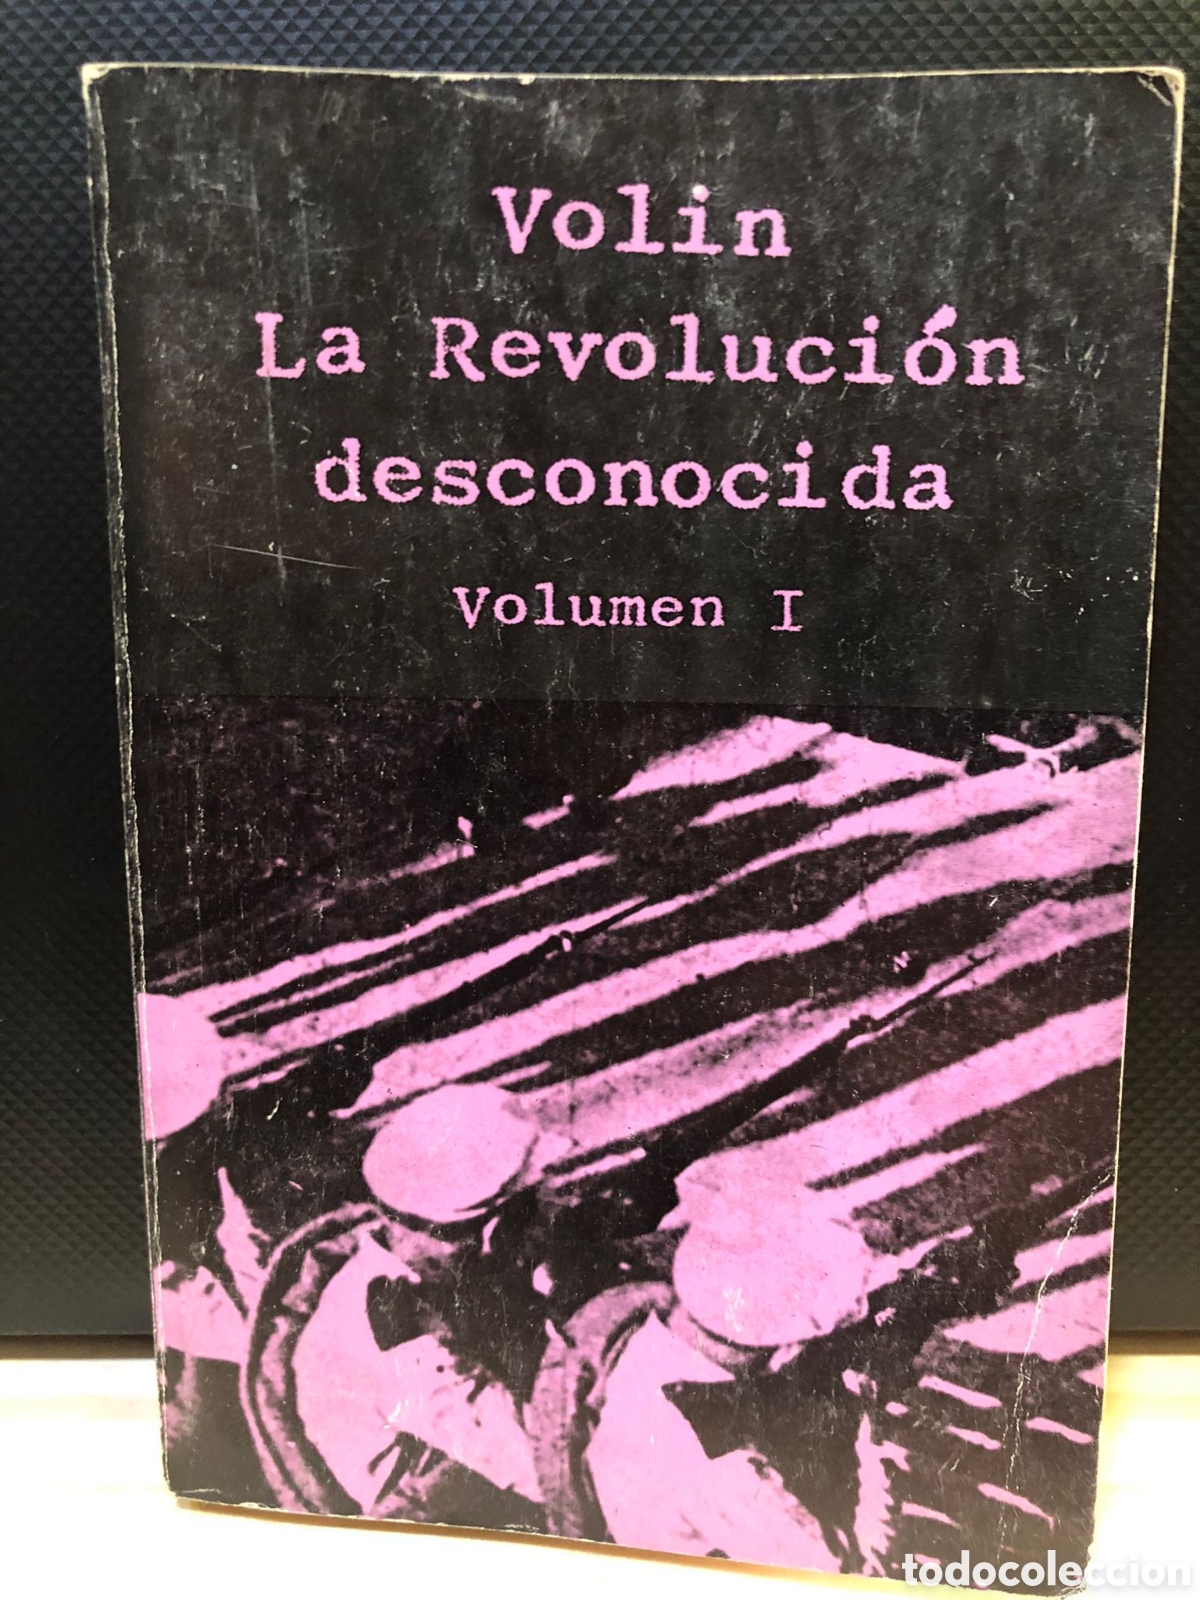 Volin
La Revolución
desconocida
Volumen I
todocoleccion